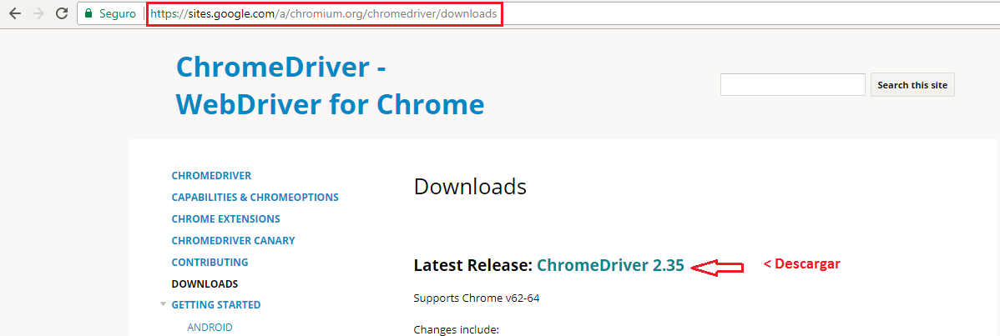 Seguro https://sites.google.com/a/chromium.org/chromedriver/downloads
ChromeDriver -
WebDriver for Chrome
Search this site
CHROMEDRIVER
CAPABILITIES & CHROMEOPTIONS
CHROME EXTENSIONS
CHROMEDRIVER CANARY
CONTRIBUTING
DOWNLOADS
GETTING STARTED
ANDROID
Downloads
Latest Release: ChromeDriver 2.35 < Descargar
Supports Chrome v62-64
Changes include: